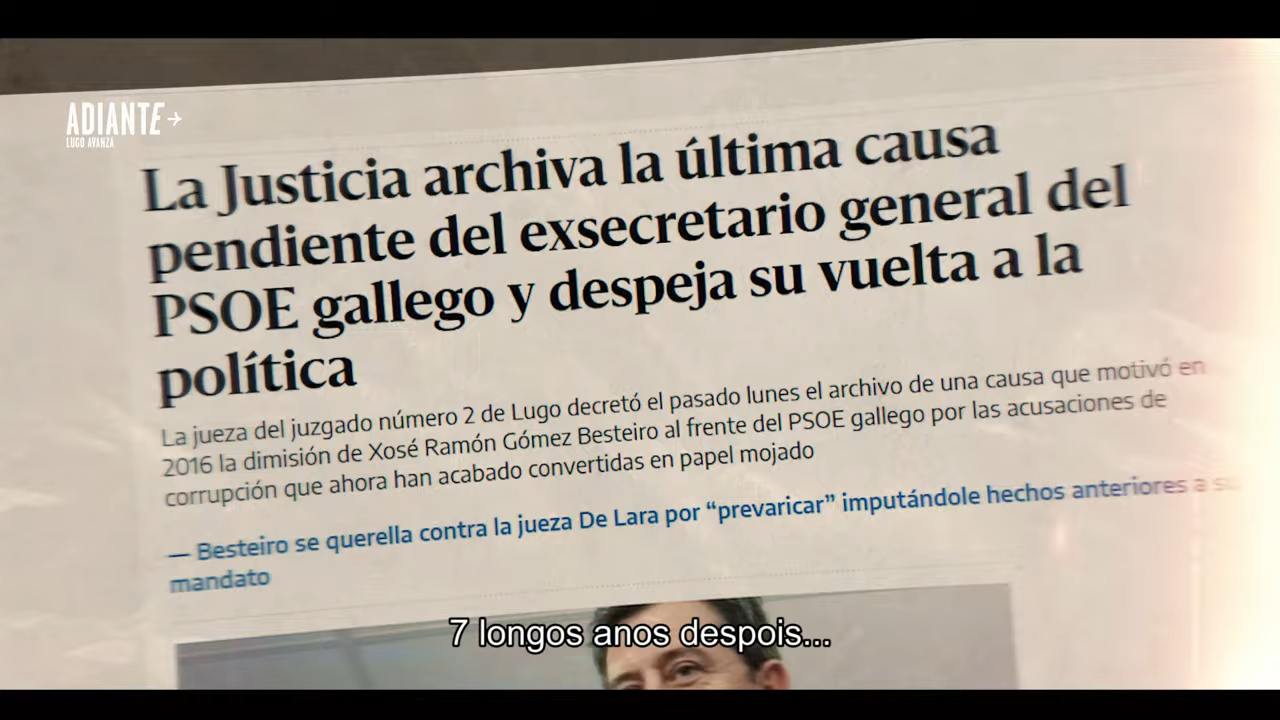 ADIANTE
LUGO AVANZA
La Justicia archiva la última causa
pendiente del exsecretario general del
PSOE gallego y despeja su vuelta a la
política
La jueza del juzgado número 2 de Lugo decretó el pasado lunes el archivo de una causa que motivó en
2016 la dimisión de Xosé Ramón Gómez Besteiro al frente del PSOE gallego por las acusaciones de
corrupción que ahora han acabado convertidas en papel mojado
— Besteiro se querella contra la jueza De Lara por “prevaricar” imputándole hechos anteriores a su
mandato
7 longos anos despois...